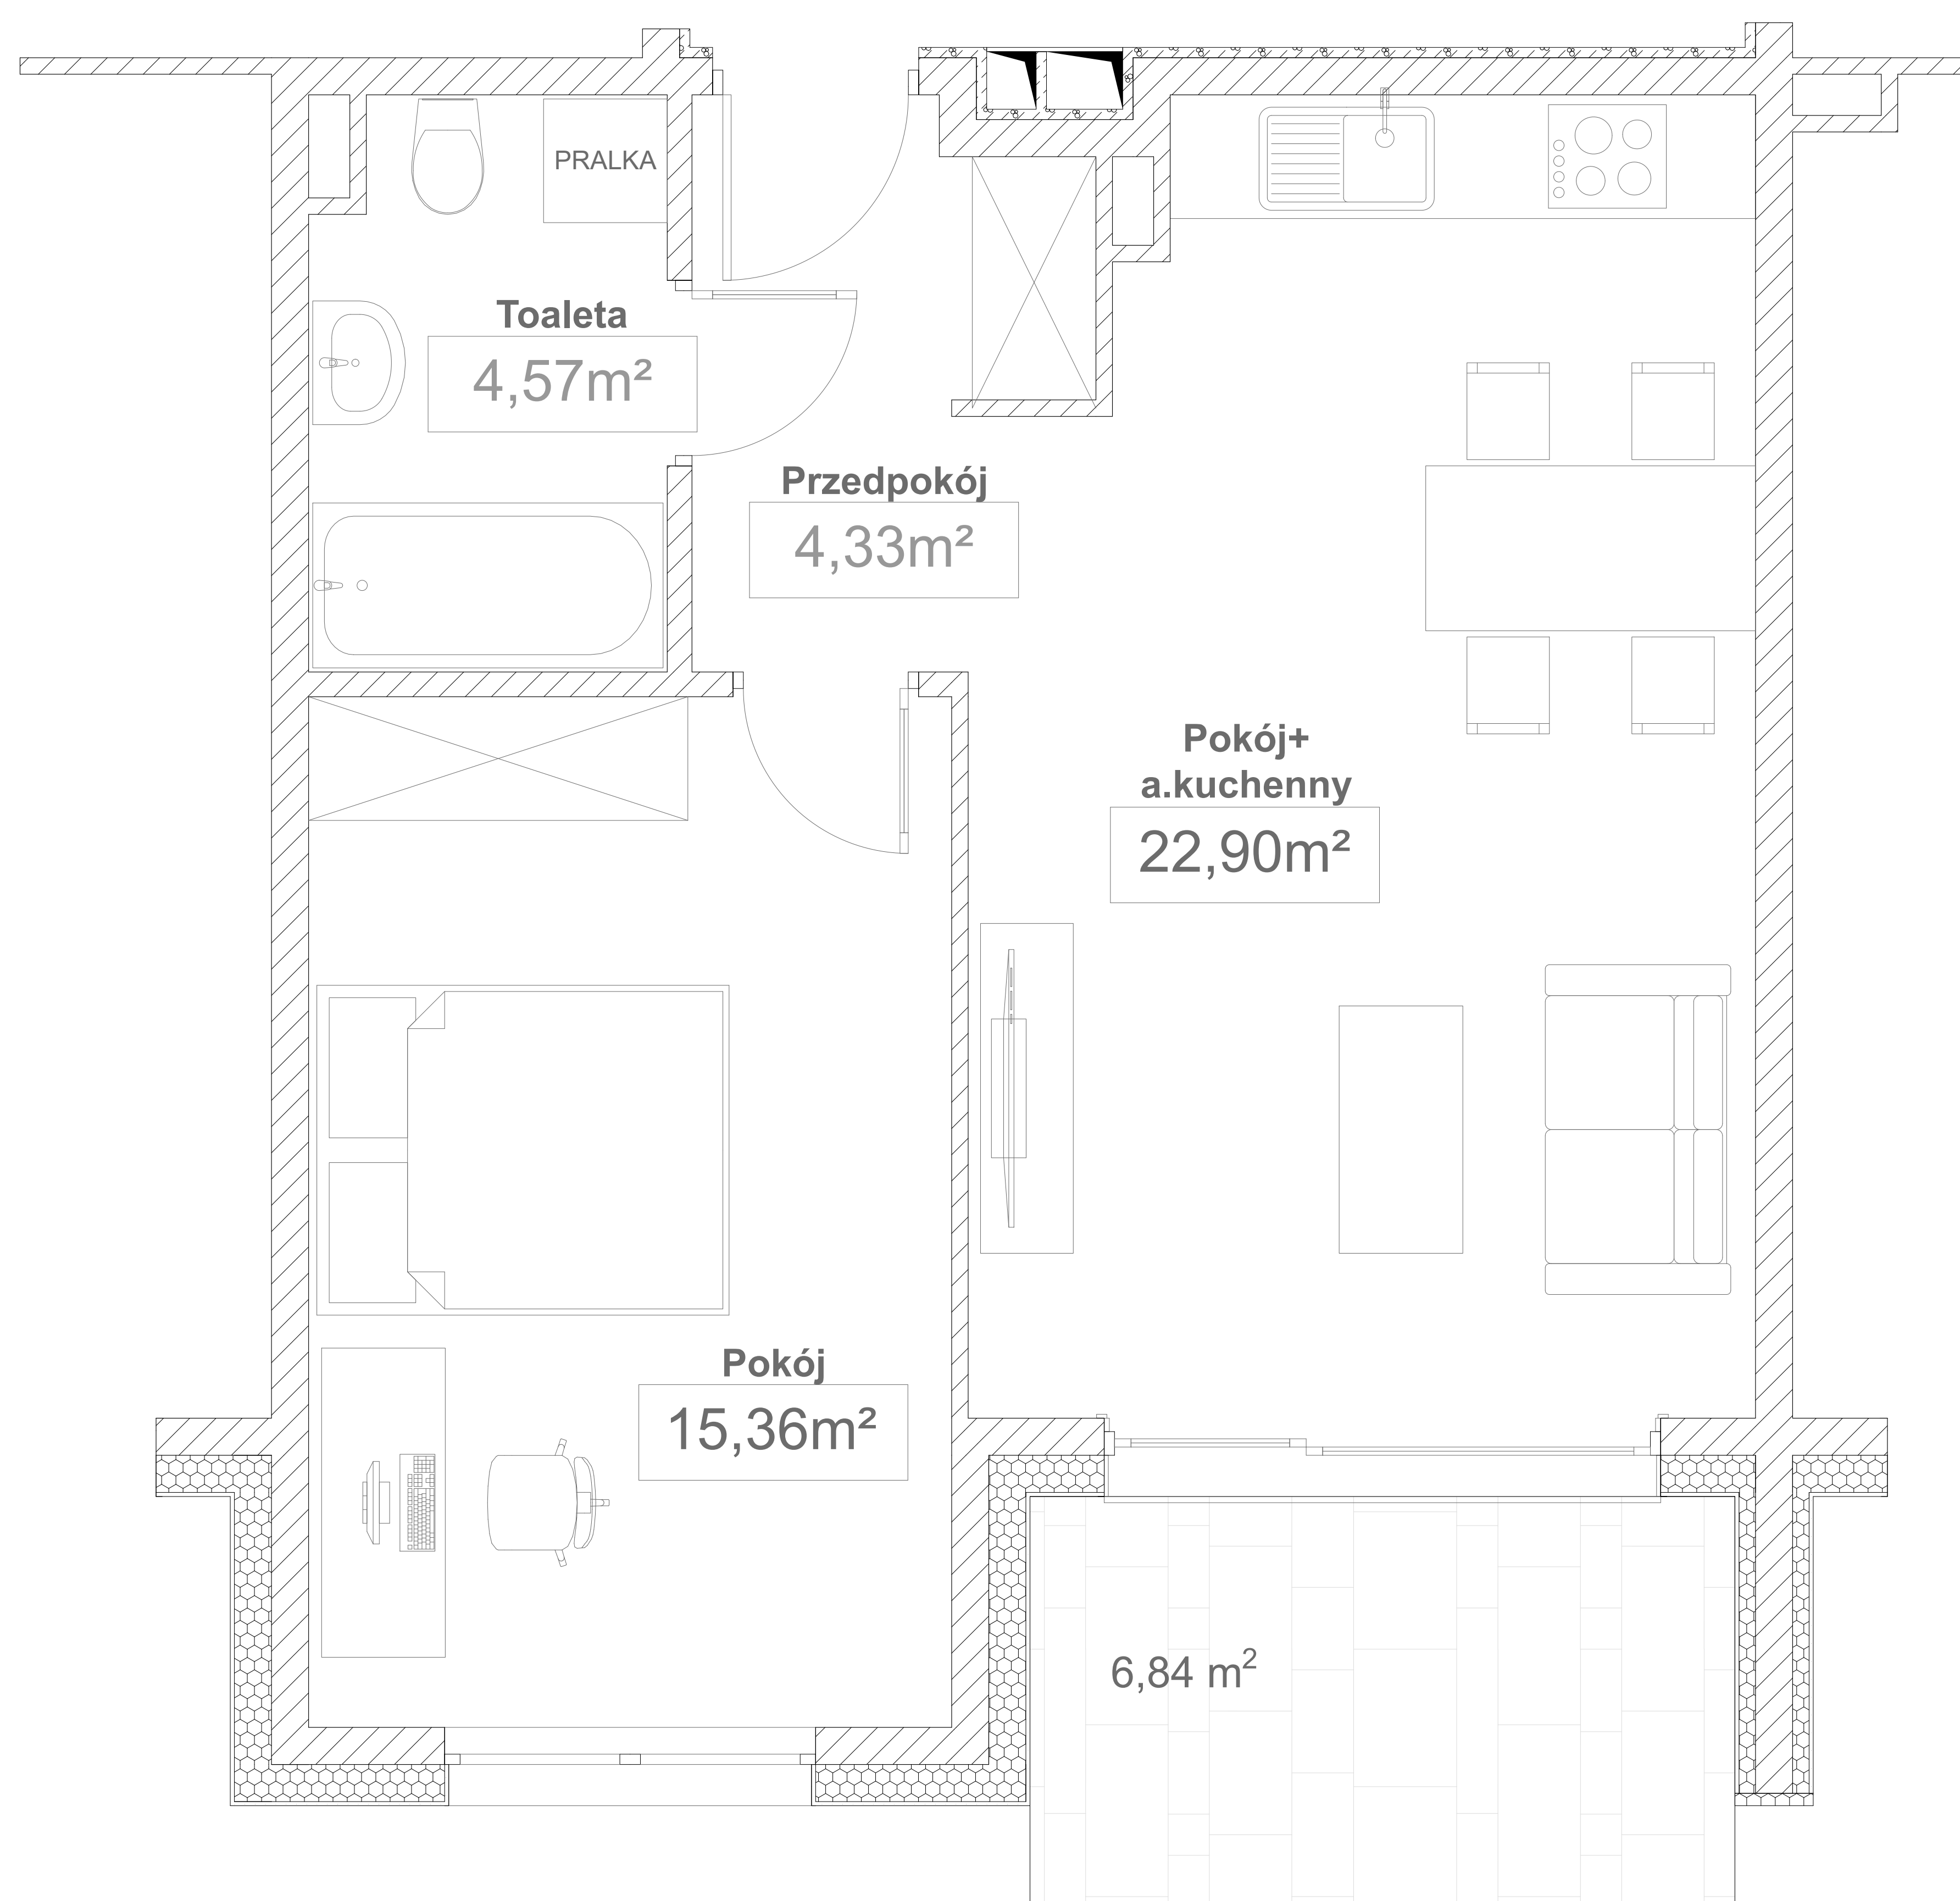 PRALKA
Toaleta
4,57m²
Przedpokój
4,33m²
Pokój+
a.kuchenny
22,90m²
Pokój
15,36m²
6,84 m²